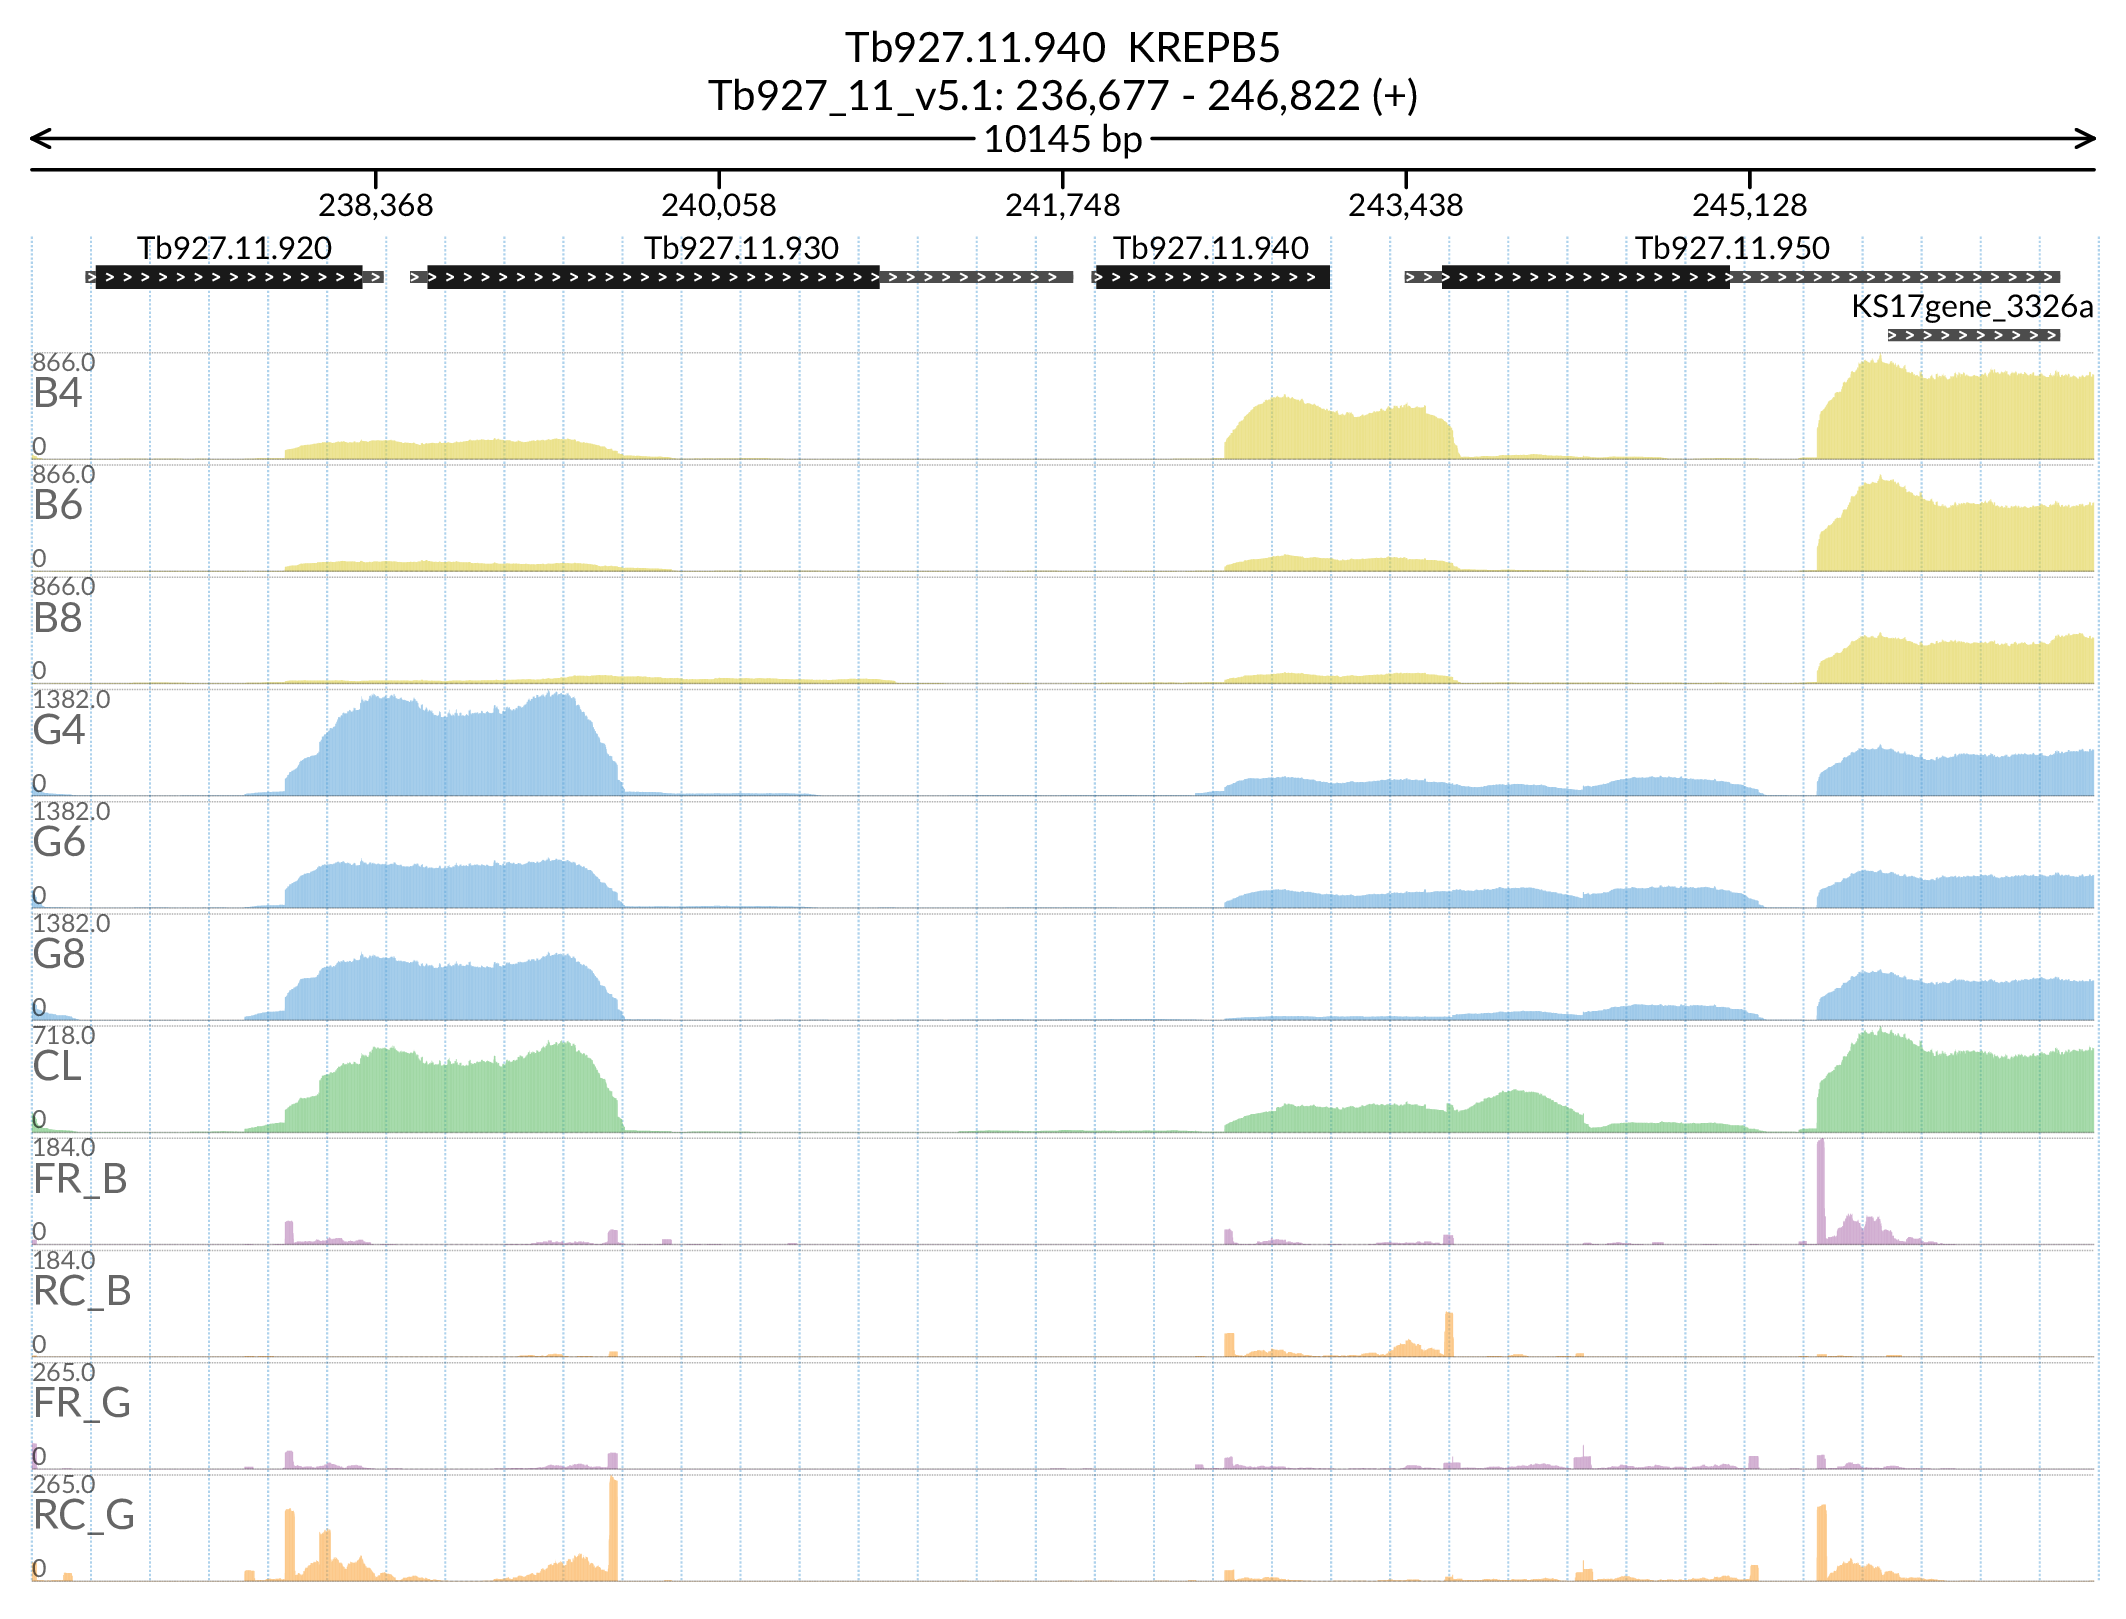 Tb927.11.940 KREPB5
Tb927_11_v5.1: 236,677 - 246,822 (+)
10145 bp
238,368 240,058 241,748 243,438 245,128
Tb927.11.920 Tb927.11.930 Tb927.11.940 Tb927.11.950
KS17gene_3326a
866.0
B4
0
866.0
B6
0
866.0
B8
0
1382.0
G4
0
1382.0
G6
0
1382.0
G8
0
718.0
CL
0
184.0
FR_B
0
184.0
RC_B
0
265.0
FR_G
0
265.0
RC_G
0